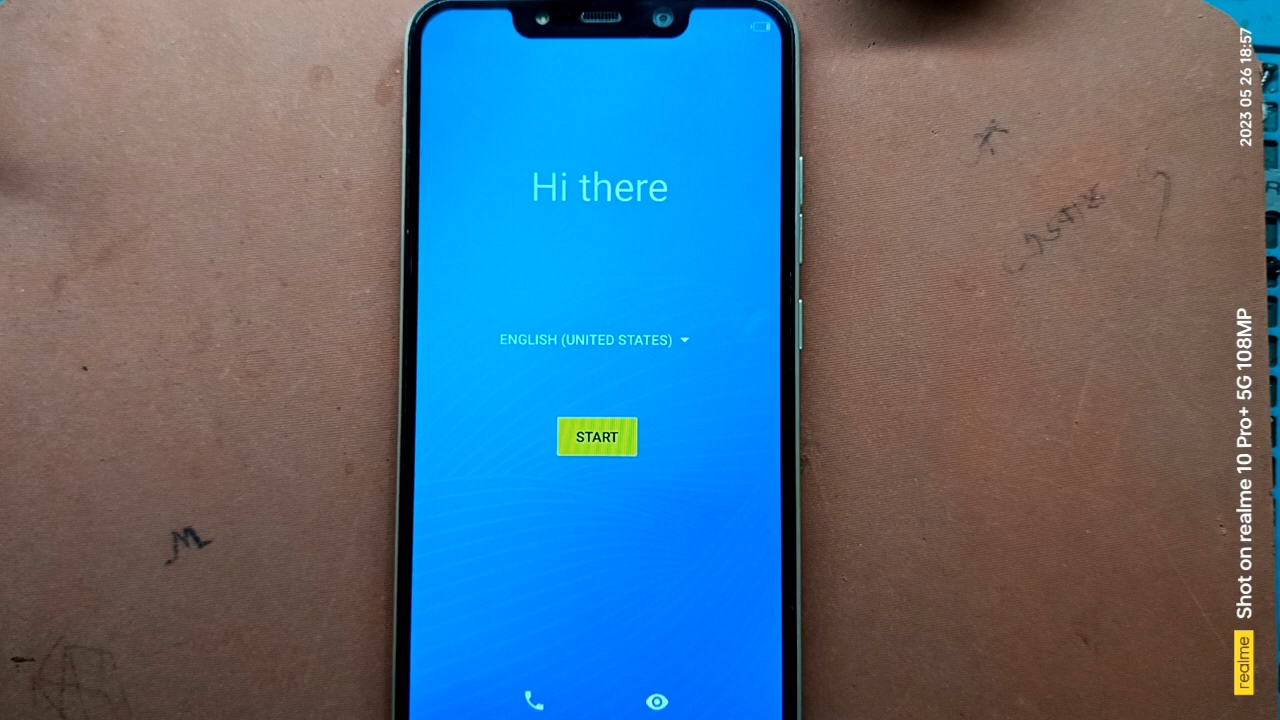 Hi there
ENGLISH (UNITED STATES)
START
M
2023 05 26 18:57
Shot on realme 10 Pro+ 5G 108MP
realme